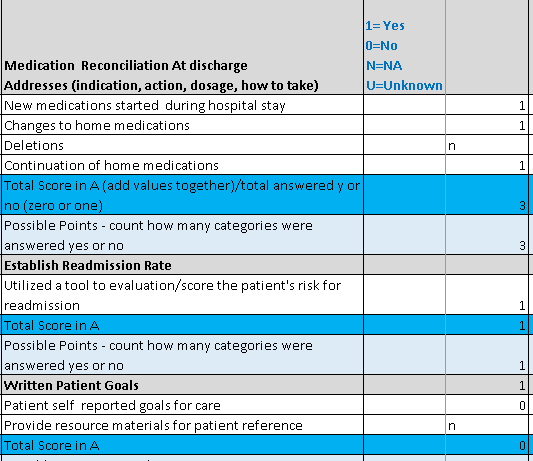 1= Yes
0=No
N=NA
U=Unknown
Medication Reconciliation At discharge
Addresses (indication, action, dosage, how to take)
New medications started during hospital stay 1
Changes to home medications 1
Deletions n
Continuation of home medications 1
Total Score in A (add values together)/total answered y or
no (zero or one) 3
Possible Points - count how many categories were
answered yes or no 3
Establish Readmission Rate
Utilized a tool to evaluation/score the patient's risk for
readmission 1
Total Score in A 1
Possible Points - count how many categories were
answered yes or no 1
Written Patient Goals 1
Patient self reported goals for care 0
Provide resource materials for patient reference n
Total Score in A 0